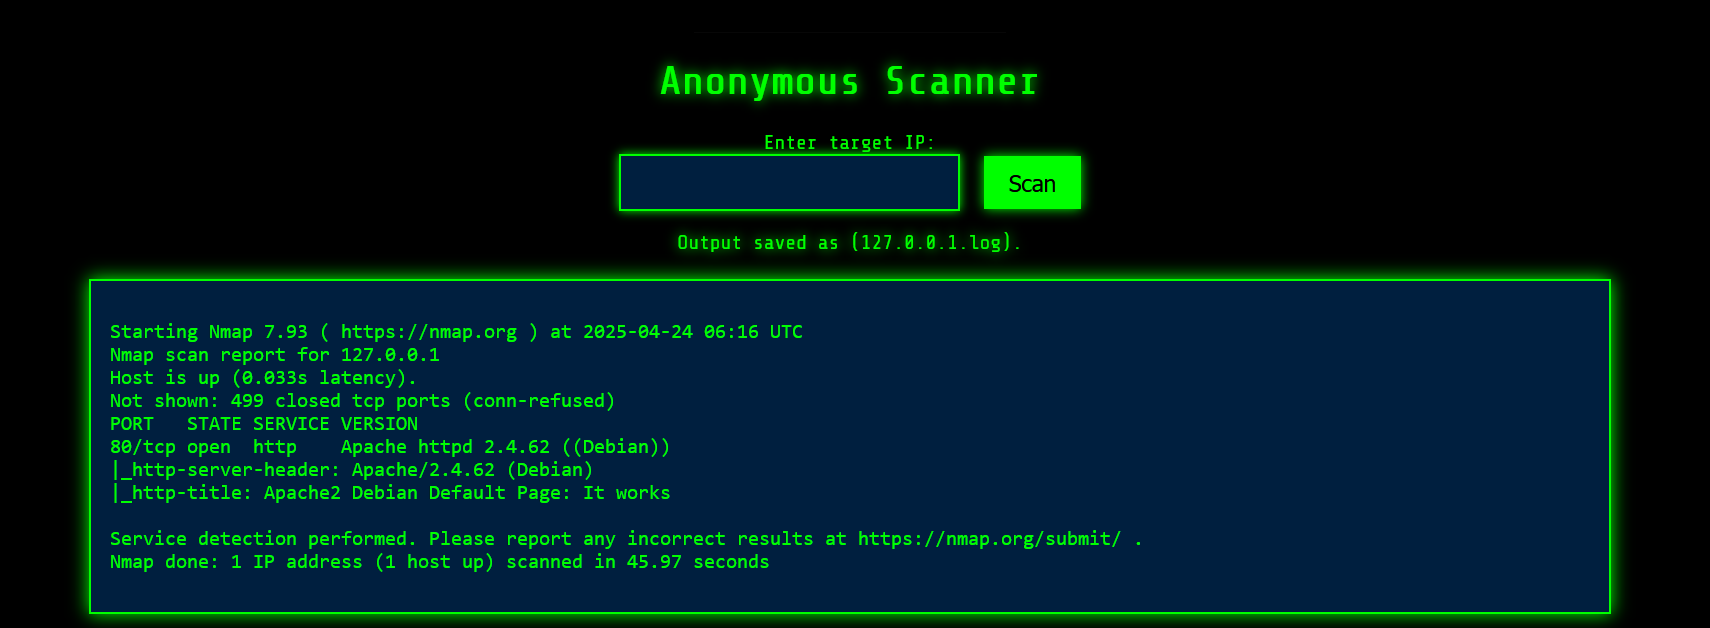 Anonymous Scanner
Enter target IP:
Scan
Output saved as (127.0.0.1.log).
Starting Nmap 7.93 ( https://nmap.org ) at 2025-04-24 06:16 UTC
Nmap scan report for 127.0.0.1
Host is up (0.033s latency).
Not shown: 499 closed tcp ports (conn-refused)
PORT   STATE SERVICE VERSION
80/tcp open  http    Apache httpd 2.4.62 ((Debian))
|_http-server-header: Apache/2.4.62 (Debian)
|_http-title: Apache2 Debian Default Page: It works
Service detection performed. Please report any incorrect results at https://nmap.org/submit/ .
Nmap done: 1 IP address (1 host up) scanned in 45.97 seconds